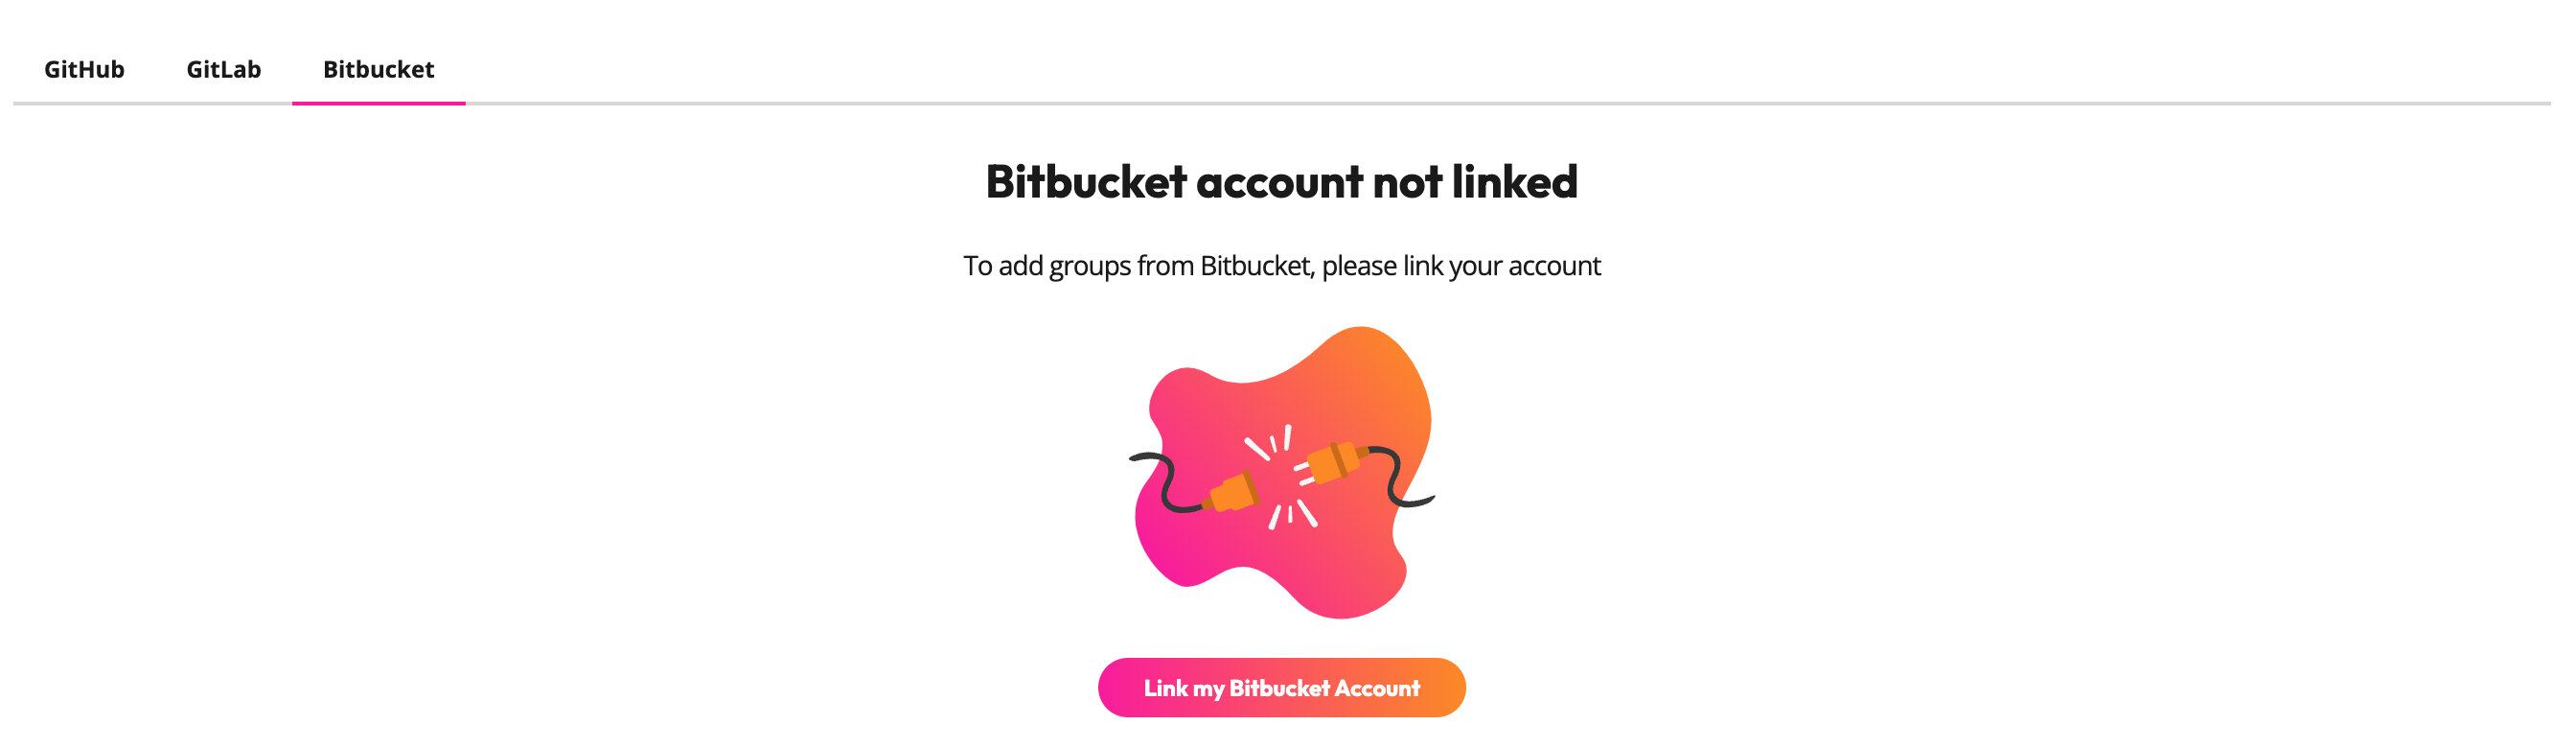 GitHub GitLab Bitbucket
Bitbucket account not linked
To add groups from Bitbucket, please link your account
Link my Bitbucket Account